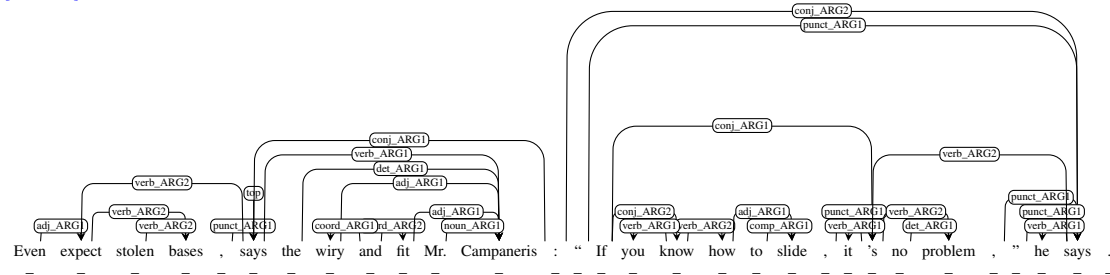 conj_ARG2
punct_ARG1
conj_ARG1
conj_ARG1
verb_ARG1 verb_ARG2
det_ARG1
verb_ARG2 adj_ARG1
top
punct_ARG1
verb_ARG2 adj_ARG1 conj_ARG2 adj_ARG1 punct_ARG1 verb_ARG2 punct_ARG1
adj_ARG1 verb_ARG2 punct_ARG1 coord_ARG1 rd_ARG2 noun_ARG1 verb_ARG1 verb_ARG2 comp_ARG1 verb_ARG1 det_ARG1 verb_ARG1
Even expect stolen bases , says the wiry and fit Mr. Campaneris : “ If you know how to slide , it 's no problem , ” he says .